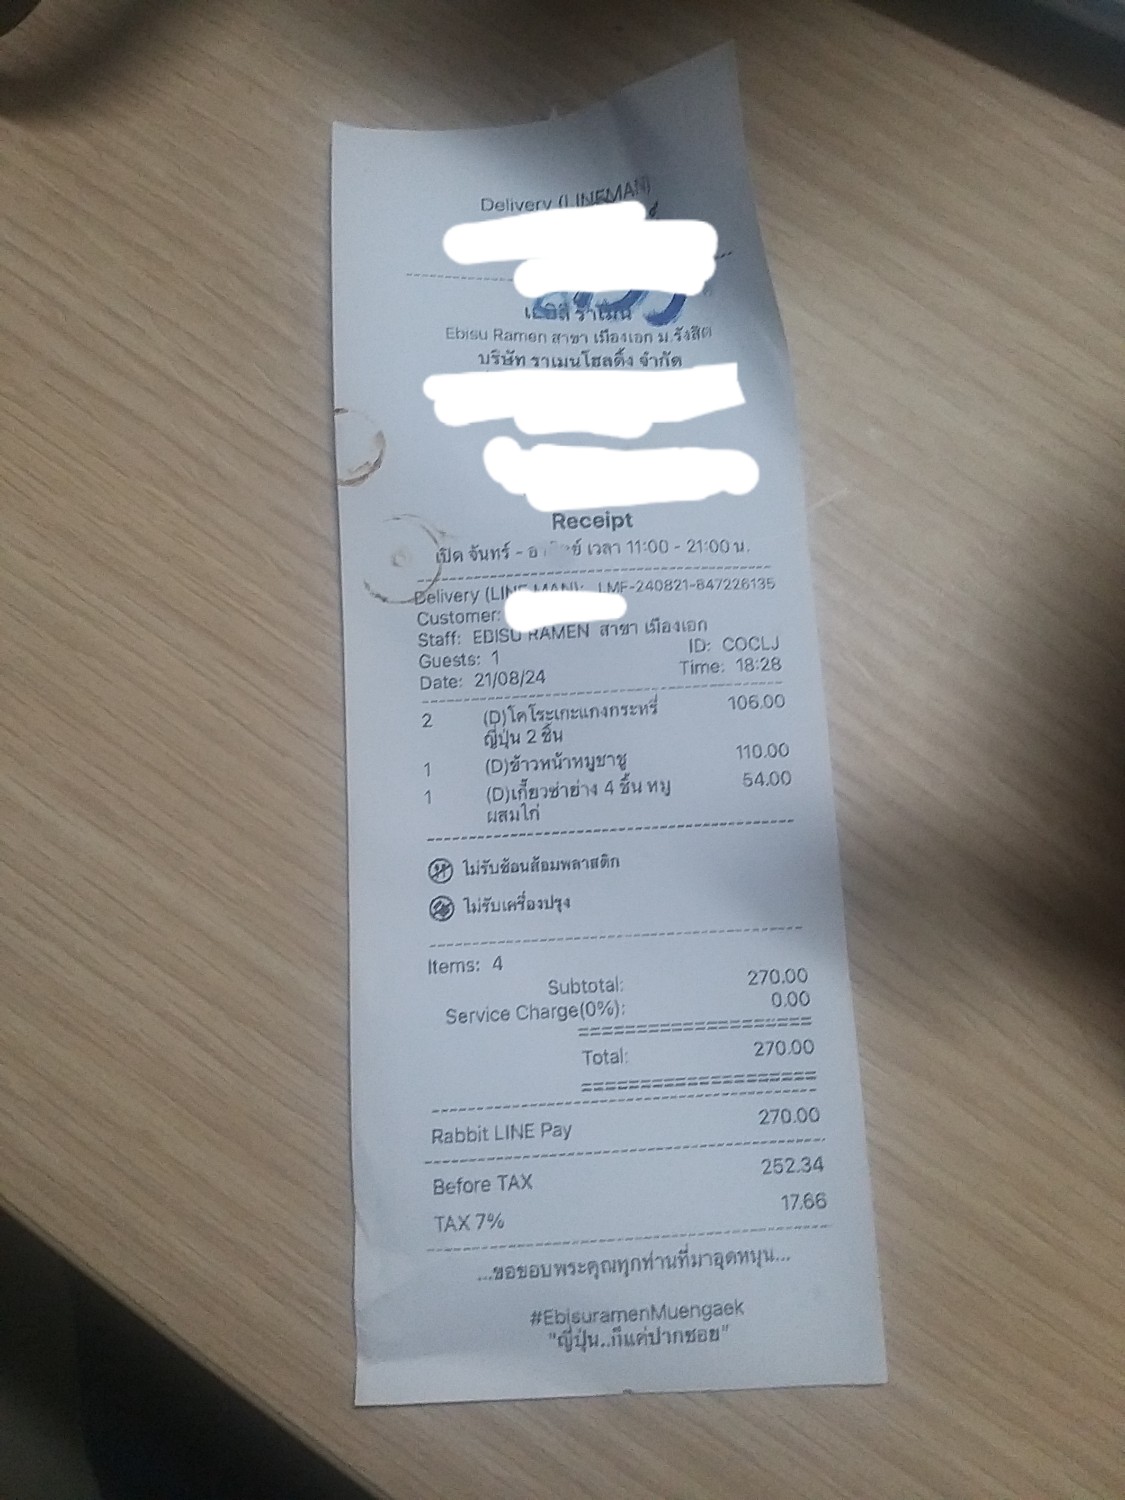 Delivery (LINEMAN)
เอบิสึ ราเมน
Ebisu Ramen สาขา เมืองเอก ม.รังสิต
บริษัท ราเมนโฮลดิ้ง จำกัด
Receipt
เปิด จันทร์ - อาทิตย์ เวลา 11:00 - 21:00 น.
Delivery (LINE MAN): LMF-240821-847226135
Customer:
Staff: EBISU RAMEN สาขา เมืองเอก
Guests: 1 ID: COCLJ
Date: 21/08/24 Time: 18:28
2 (D)โคโระเกะแกงกระหรี่ 106.00
ญี่ปุ่น 2 ชิ้น
1 (D)ข้าวหน้าหมูชาชู 110.00
1 (D)เกี๊ยวซ่าย่าง 4 ชิ้น หมู 54.00
ผสมไก่
ไม่รับช้อนส้อมพลาสติก
ไม่รับเครื่องปรุง
Items: 4
Subtotal: 270.00
Service Charge(0%): 0.00
Total: 270.00
Rabbit LINE Pay 270.00
Before TAX 252.34
TAX 7% 17.66
...ขอขอบพระคุณทุกท่านที่มาอุดหนุน...
#EbisuramenMuengaek
"ญี่ปุ่น..ก็แค่ปากซอย"